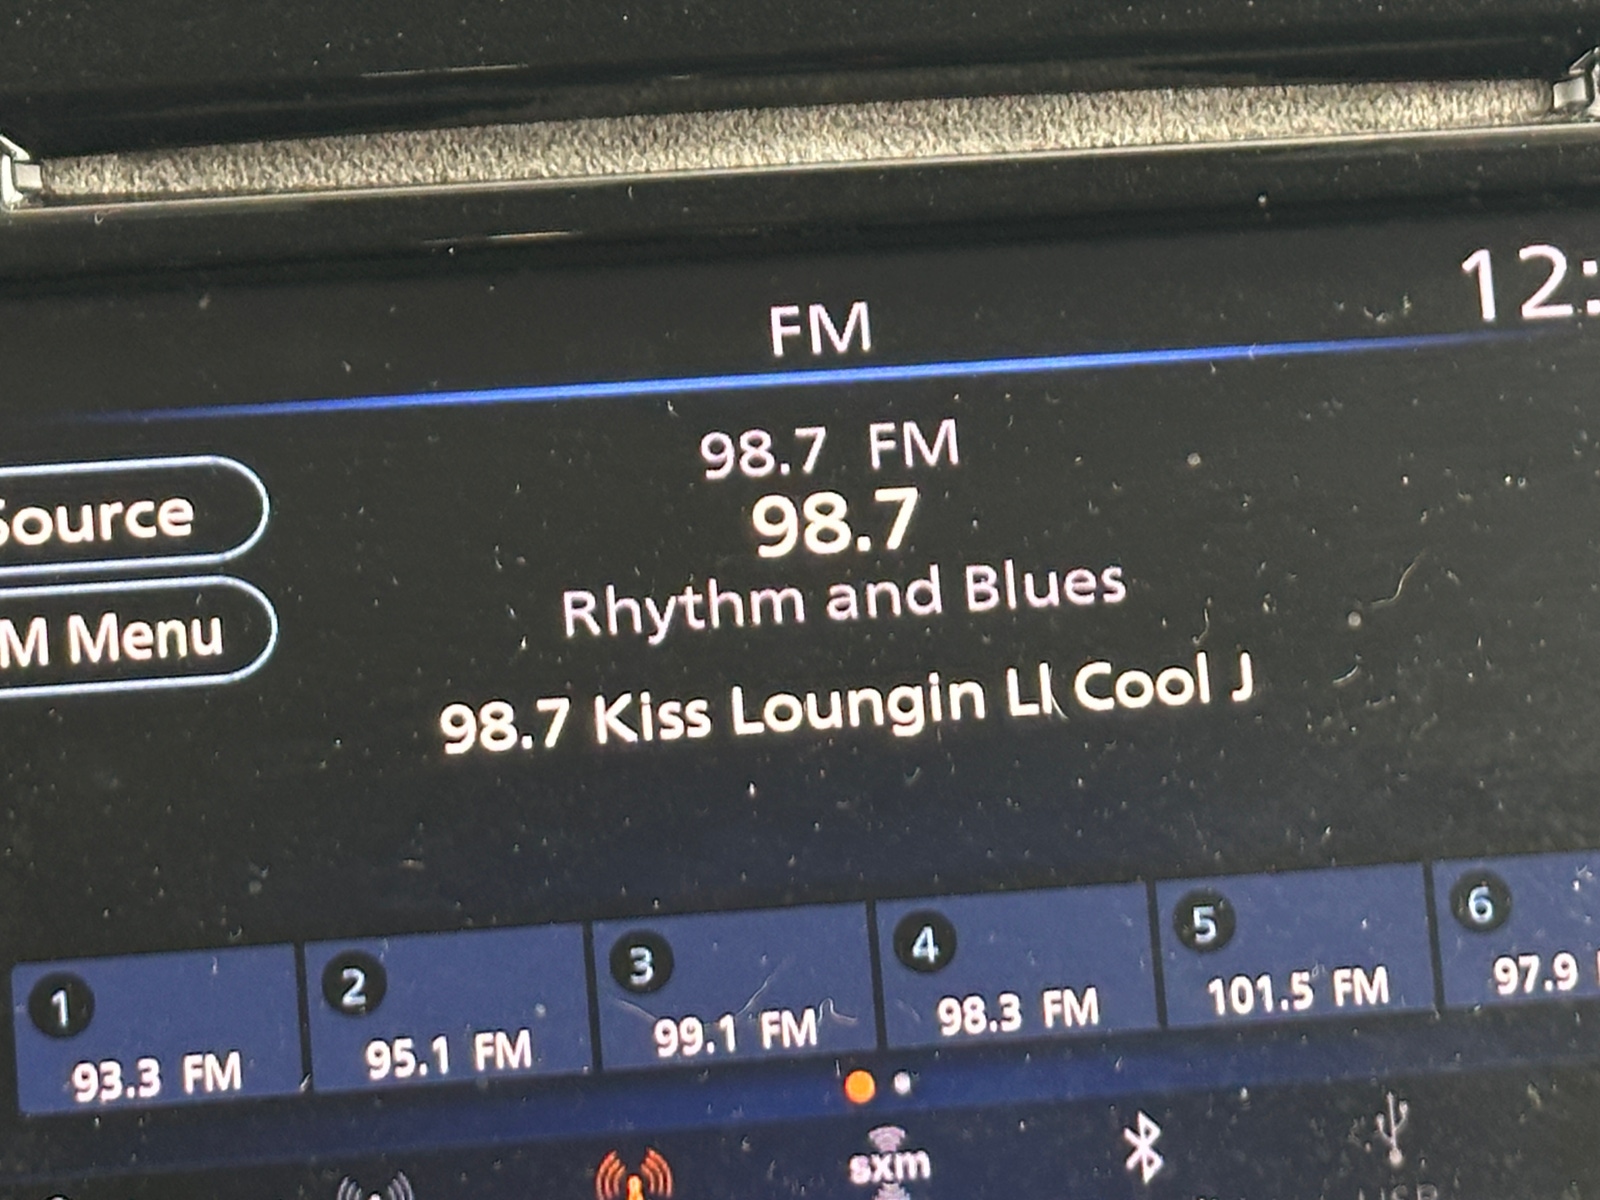 12:
FM
98.7 FM
98.7
Source
Rhythm and Blues
M Menu
98.7 Kiss Loungin Ll Cool J
1
2
3
4
5
6
93.3 FM
95.1 FM
99.1 FM
98.3 FM
101.5 FM
97.9
sxm